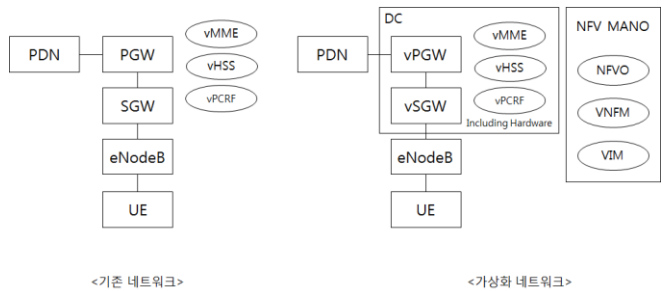 PDN
PGW
vMME
vHSS
SGW
vPCRF
eNodeB
UE
<기존 네트워크>
DC
PDN
vPGW
vMME
vHSS
vSGW
vPCRF
Including Hardware
eNodeB
UE
NFV MANO
NFVO
VNFM
VIM
<가상화 네트워크>